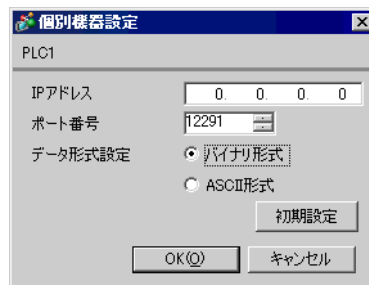 個別機器設定
PLC1
IPアドレス 0. 0. 0. 0
ポート番号 12291
データ形式設定 バイナリ形式
ASCII形式
初期設定
OK(O) キャンセル